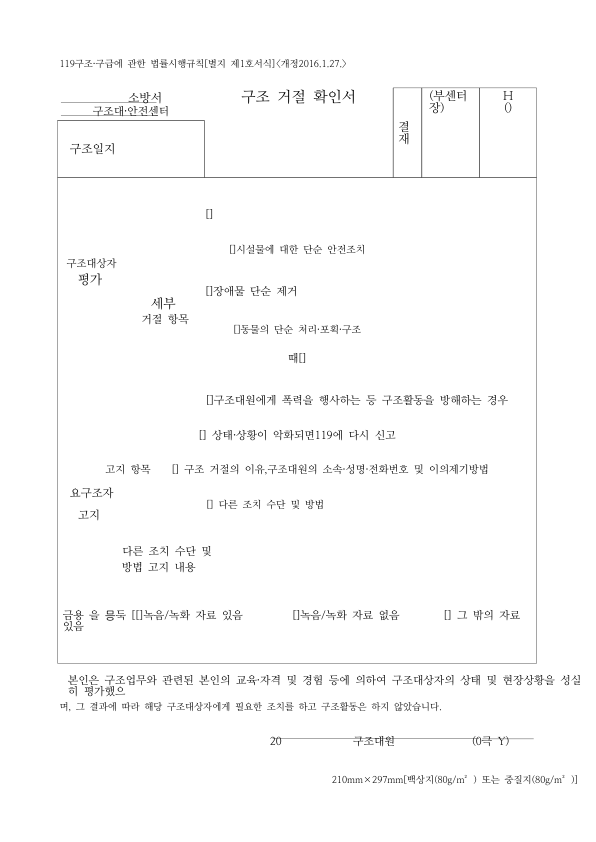 119구조·구급에 관한 법률시행규칙[별지 제1호서식]<개정2016.1.27.>
소방서
구조대·안전센터
구조 거절 확인서
결재
(부센터장)
H
()
구조일지
[]
[]시설물에 대한 단순 안전조치
구조대상자
평가
[]장애물 단순 제거
세부
거절 항목
[]동물의 단순 처리·포획·구조
때[]
[]구조대원에게 폭력을 행사하는 등 구조활동을 방해하는 경우
[] 상태·상황이 악화되면119에 다시 신고
고지 항목 [] 구조 거절의 이유,구조대원의 소속·성명·전화번호 및 이의제기방법
요구조자
고지
[] 다른 조치 수단 및 방법
다른 조치 수단 및
방법 고지 내용
금용 을 믕둑 [[]녹음/녹화 자료 있음 []녹음/녹화 자료 없음 [] 그 밖의 자료
있음
본인은 구조업무와 관련된 본인의 교육·자격 및 경험 등에 의하여 구조대상자의 상태 및 현장상황을 성실
히 평가했으
며, 그 결과에 따라 해당 구조대상자에게 필요한 조치를 하고 구조활동은 하지 않았습니다.
20 구조대원 (0극 Y)
210mm×297mm[백상지(80g/m² ) 또는 중질지(80g/m² )]